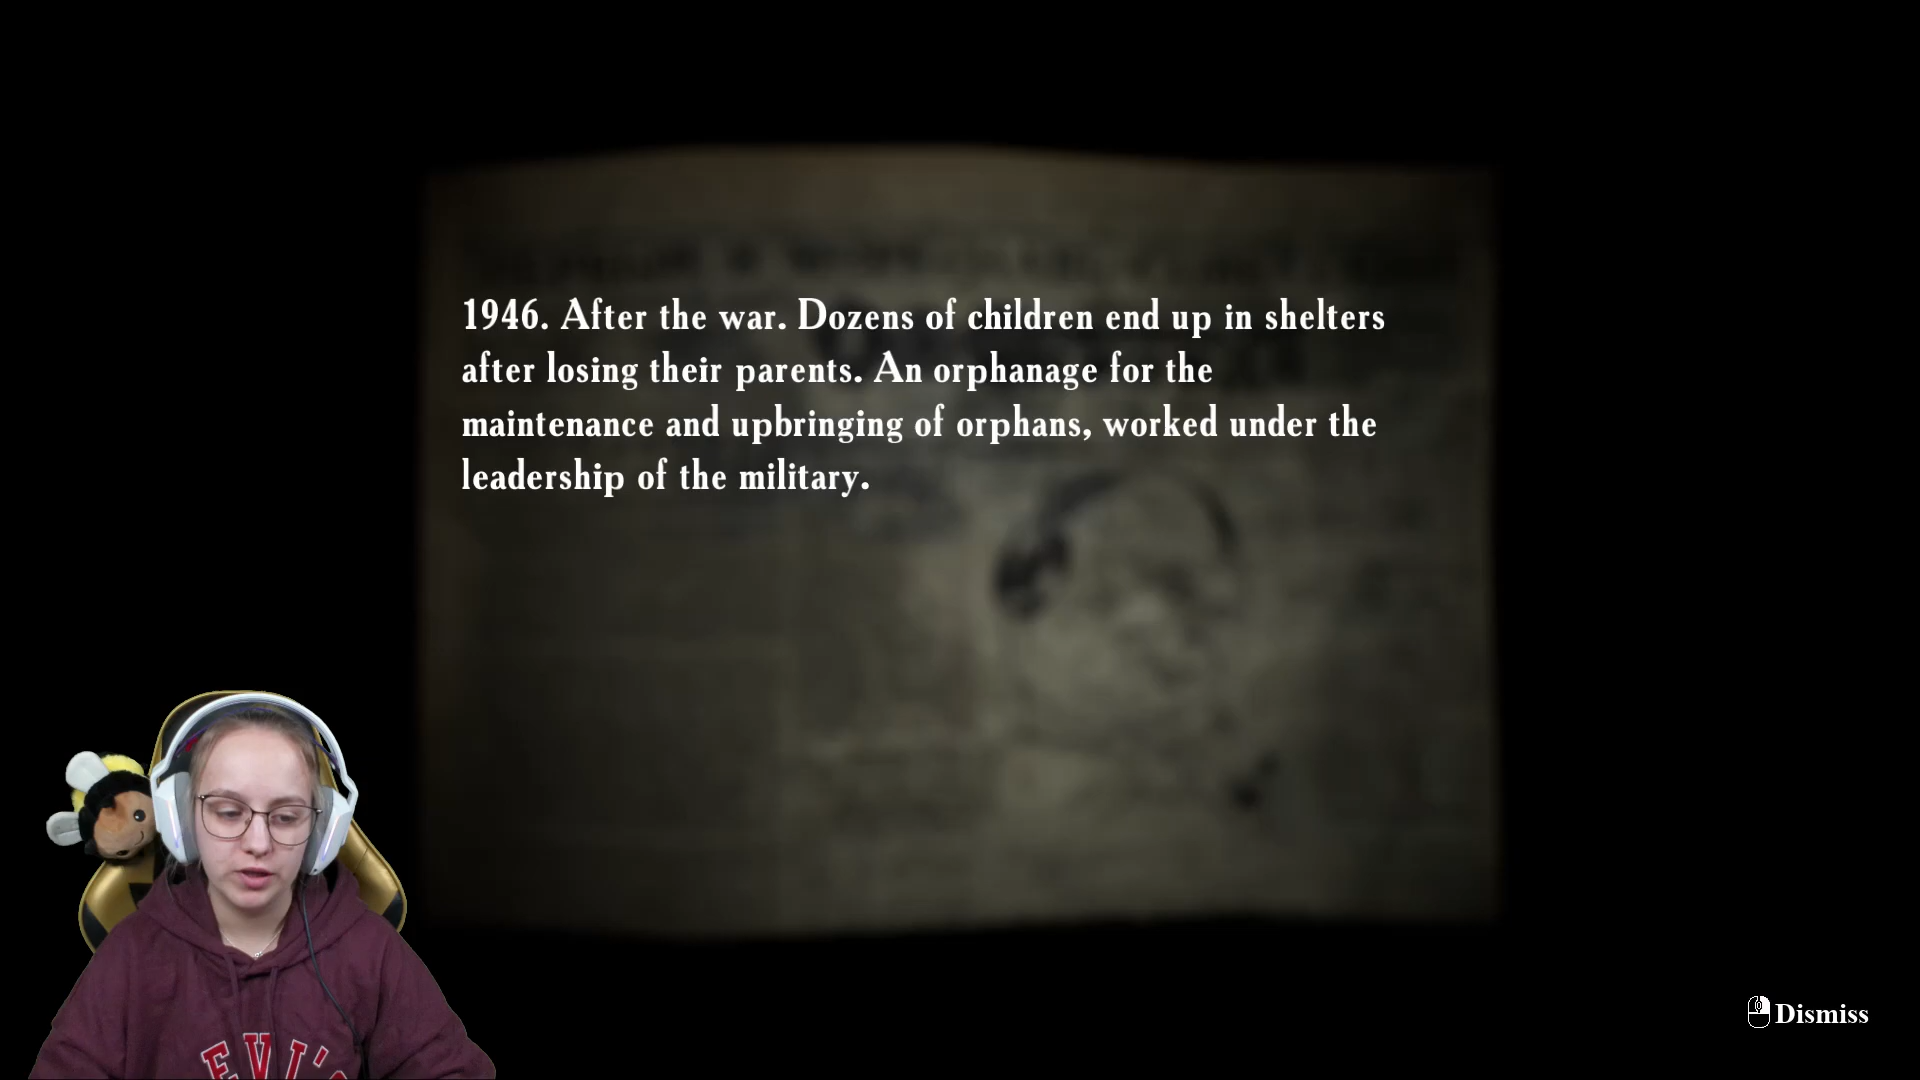 1946. After the war. Dozens of children end up in shelters
after losing their parents. An orphanage for the
maintenance and upbringing of orphans, worked under the
leadership of the military.
Dismiss